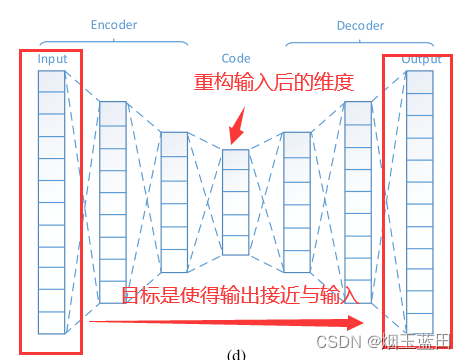 Encoder
Decoder
Input
Code
Output
重构输入后的维度
目标是使得输出接近与输入
CSDN @烟玉蓝田
(d)